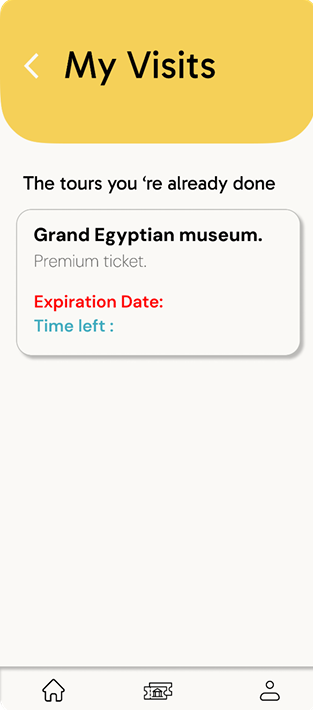 My Visits
The tours you ‘re already done
Grand Egyptian museum.
Premium ticket.
Expiration Date:
Time left :